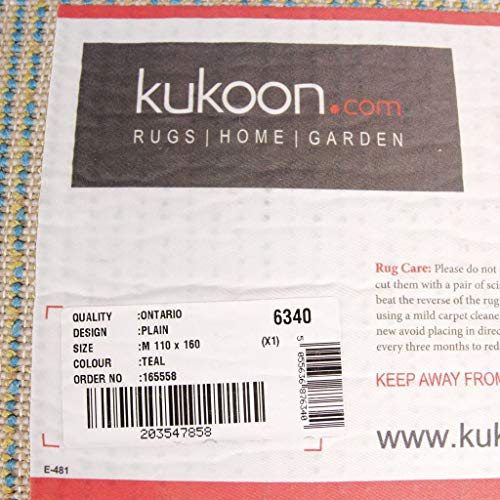 kukoon.com
RUGS | HOME | GARDEN
Rug Care: Please do not
cut them with a pair of scis
beat the reverse of the rug
using a mild carpet cleane
new avoid placing in direc
every three months to red
KEEP AWAY FROM
www.kuk
QUALITY :ONTARIO 6340
DESIGN :PLAIN
SIZE :M 110 x 160 (X1)
COLOUR :TEAL
ORDER NO :165558
203547858
5 055636 876340
E-481